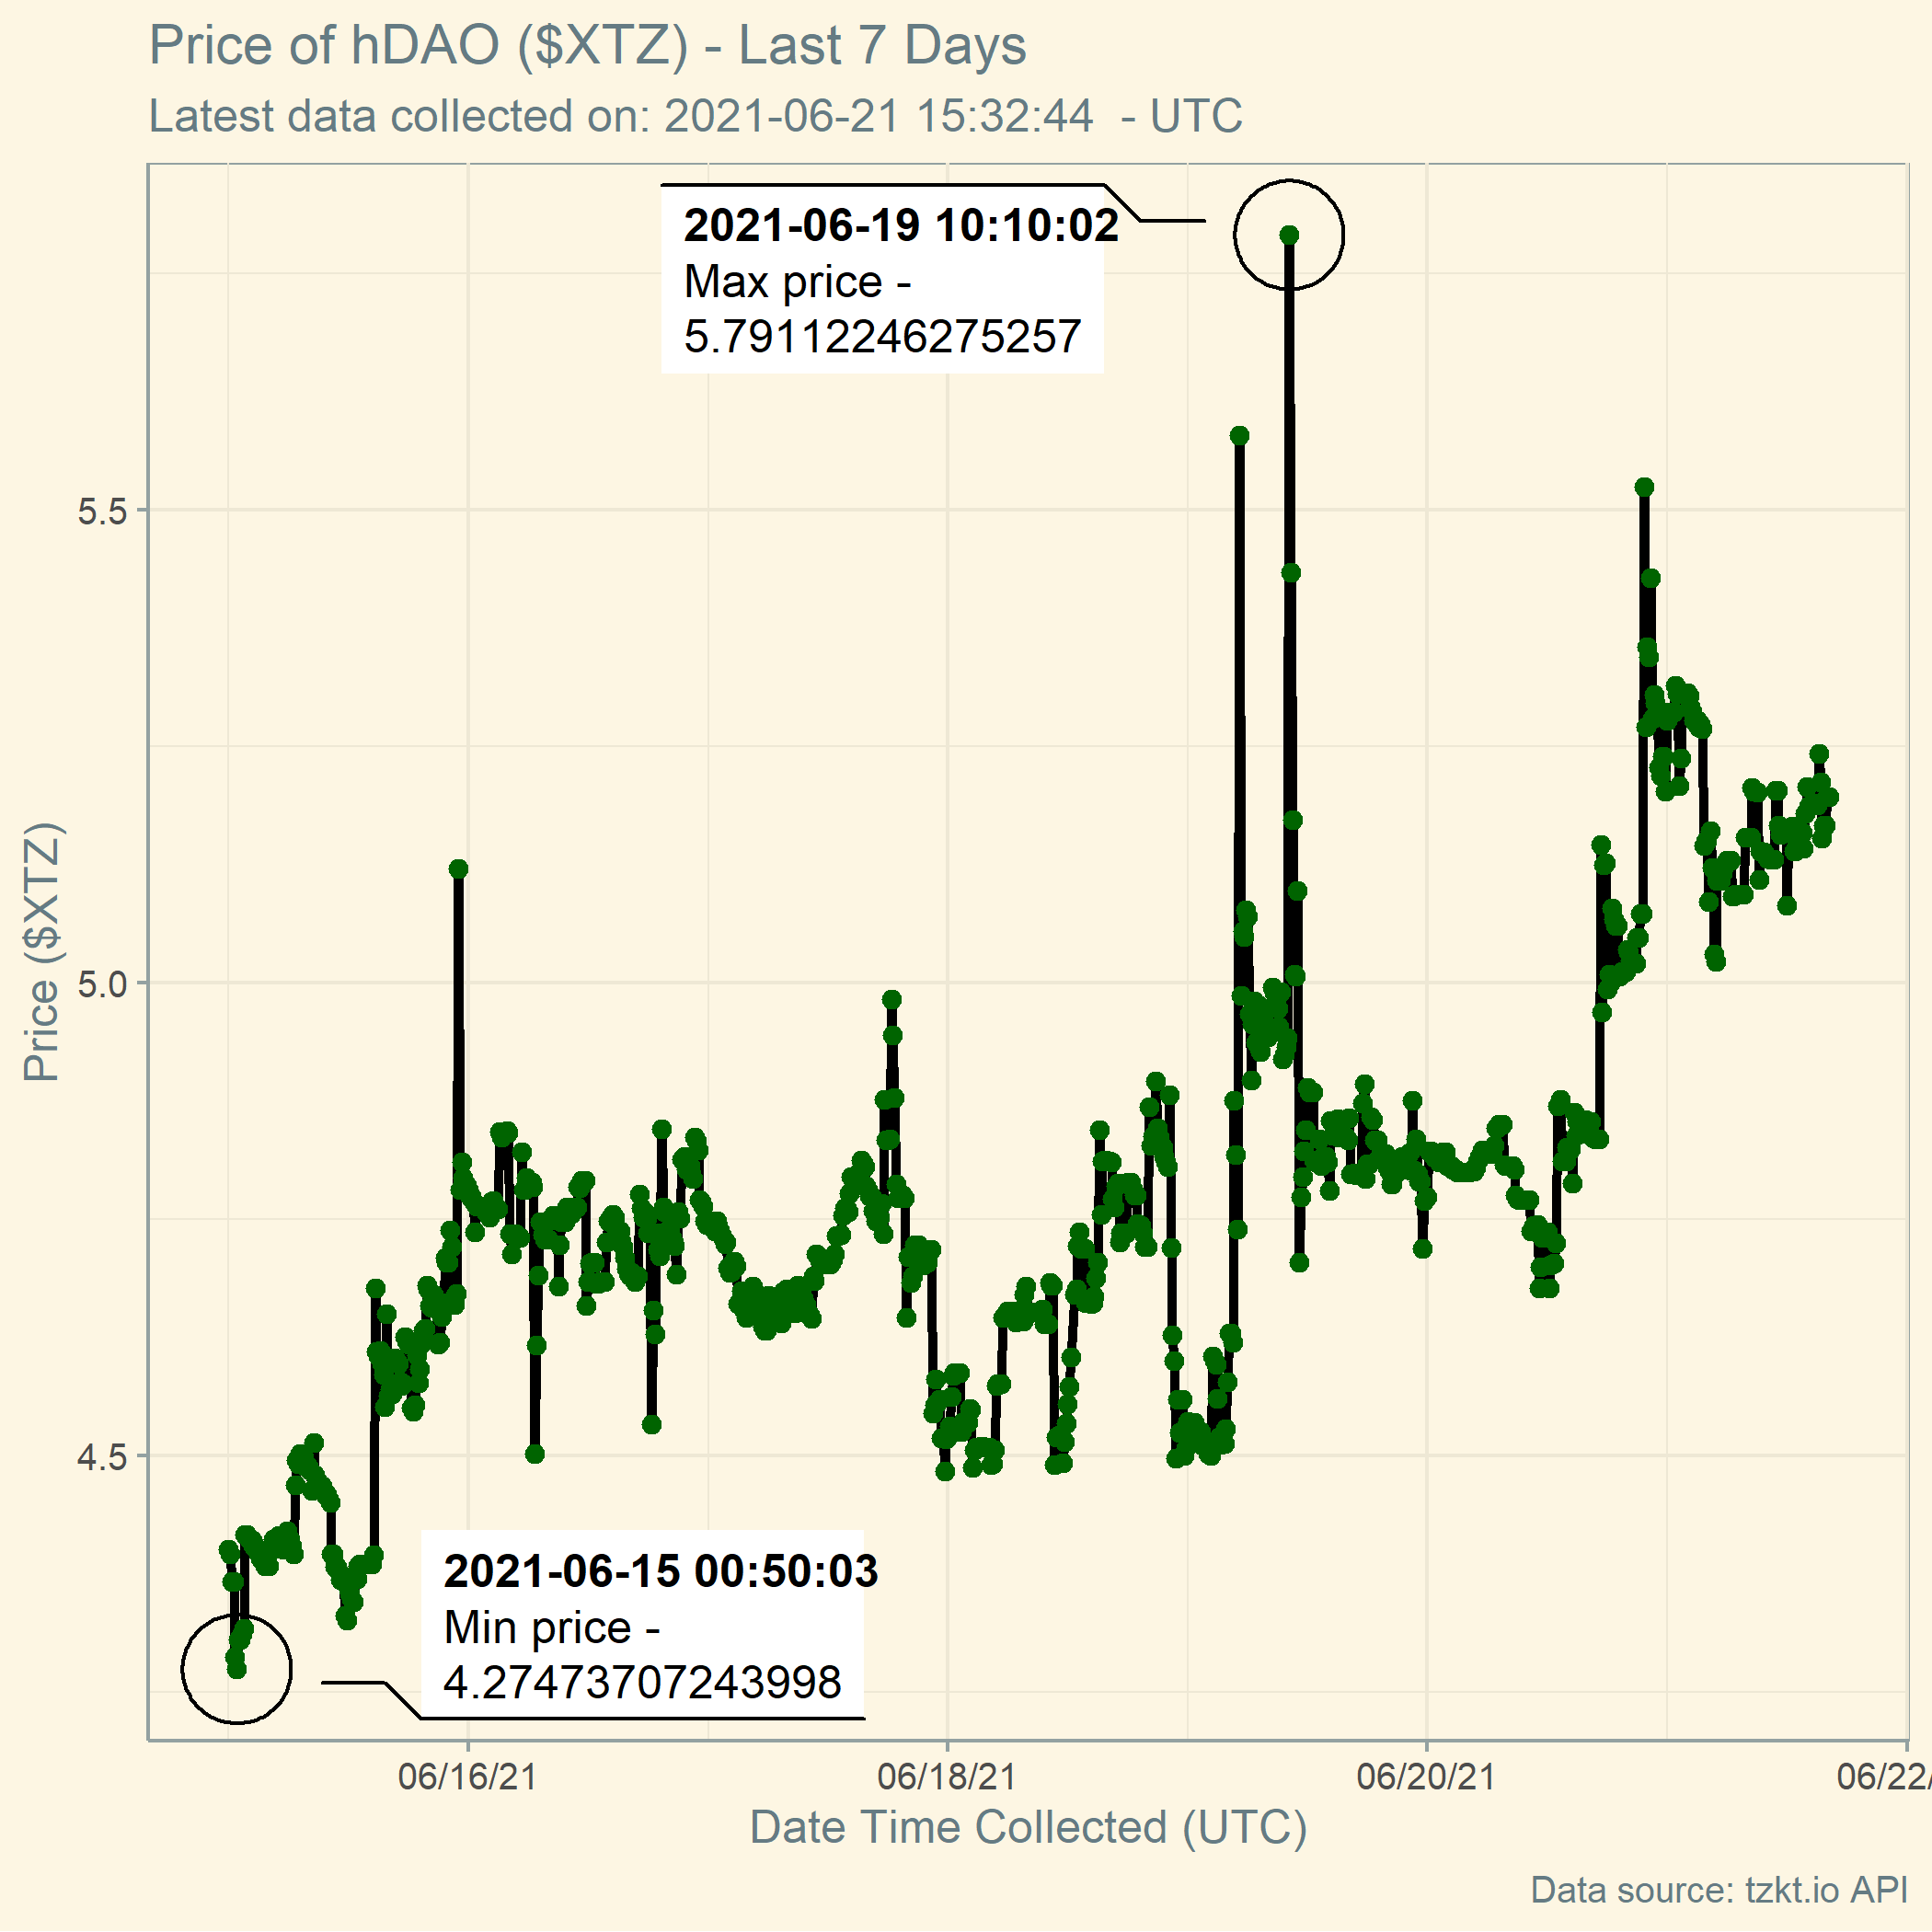 Price of hDAO ($XTZ) - Last 7 Days
Latest data collected on: 2021-06-21 15:32:44  - UTC
2021-06-19 10:10:02
Max price -
5.79112246275257
5.5
5.0
4.5
Price ($XTZ)
2021-06-15 00:50:03
Min price -
4.27473707243998
06/16/21
06/18/21
06/20/21
06/22/
Date Time Collected (UTC)
Data source: tzkt.io API